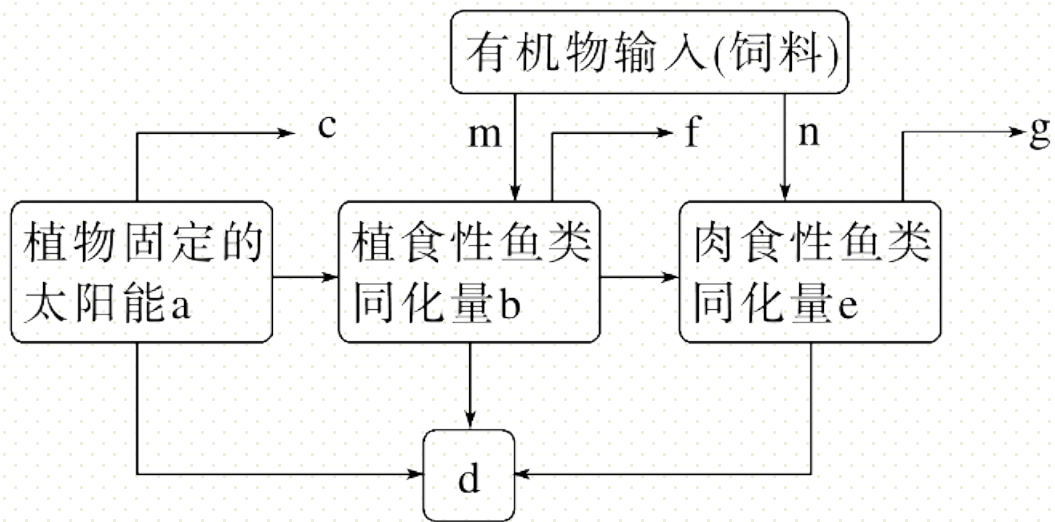 有机物输入(饲料)
c
m
f
n
g
植物固定的
太阳能a
植食性鱼类
同化量b
肉食性鱼类
同化量e
d